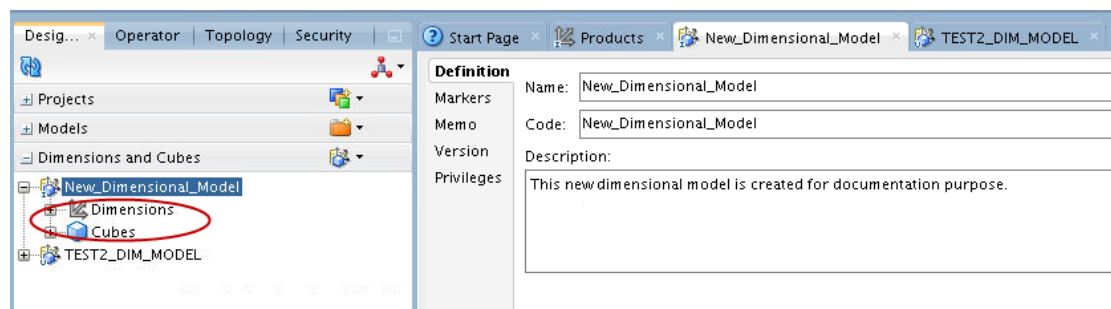 Desig... Operator Topology Security
Start Page Products New_Dimensional_Model TEST2_DIM_MODEL
Projects
Models
Dimensions and Cubes
New_Dimensional_Model
Dimensions
Cubes
TEST2_DIM_MODEL
Definition
Markers
Memo
Version
Privileges
Name: New_Dimensional_Model
Code: New_Dimensional_Model
Description:
This new dimensional model is created for documentation purpose.